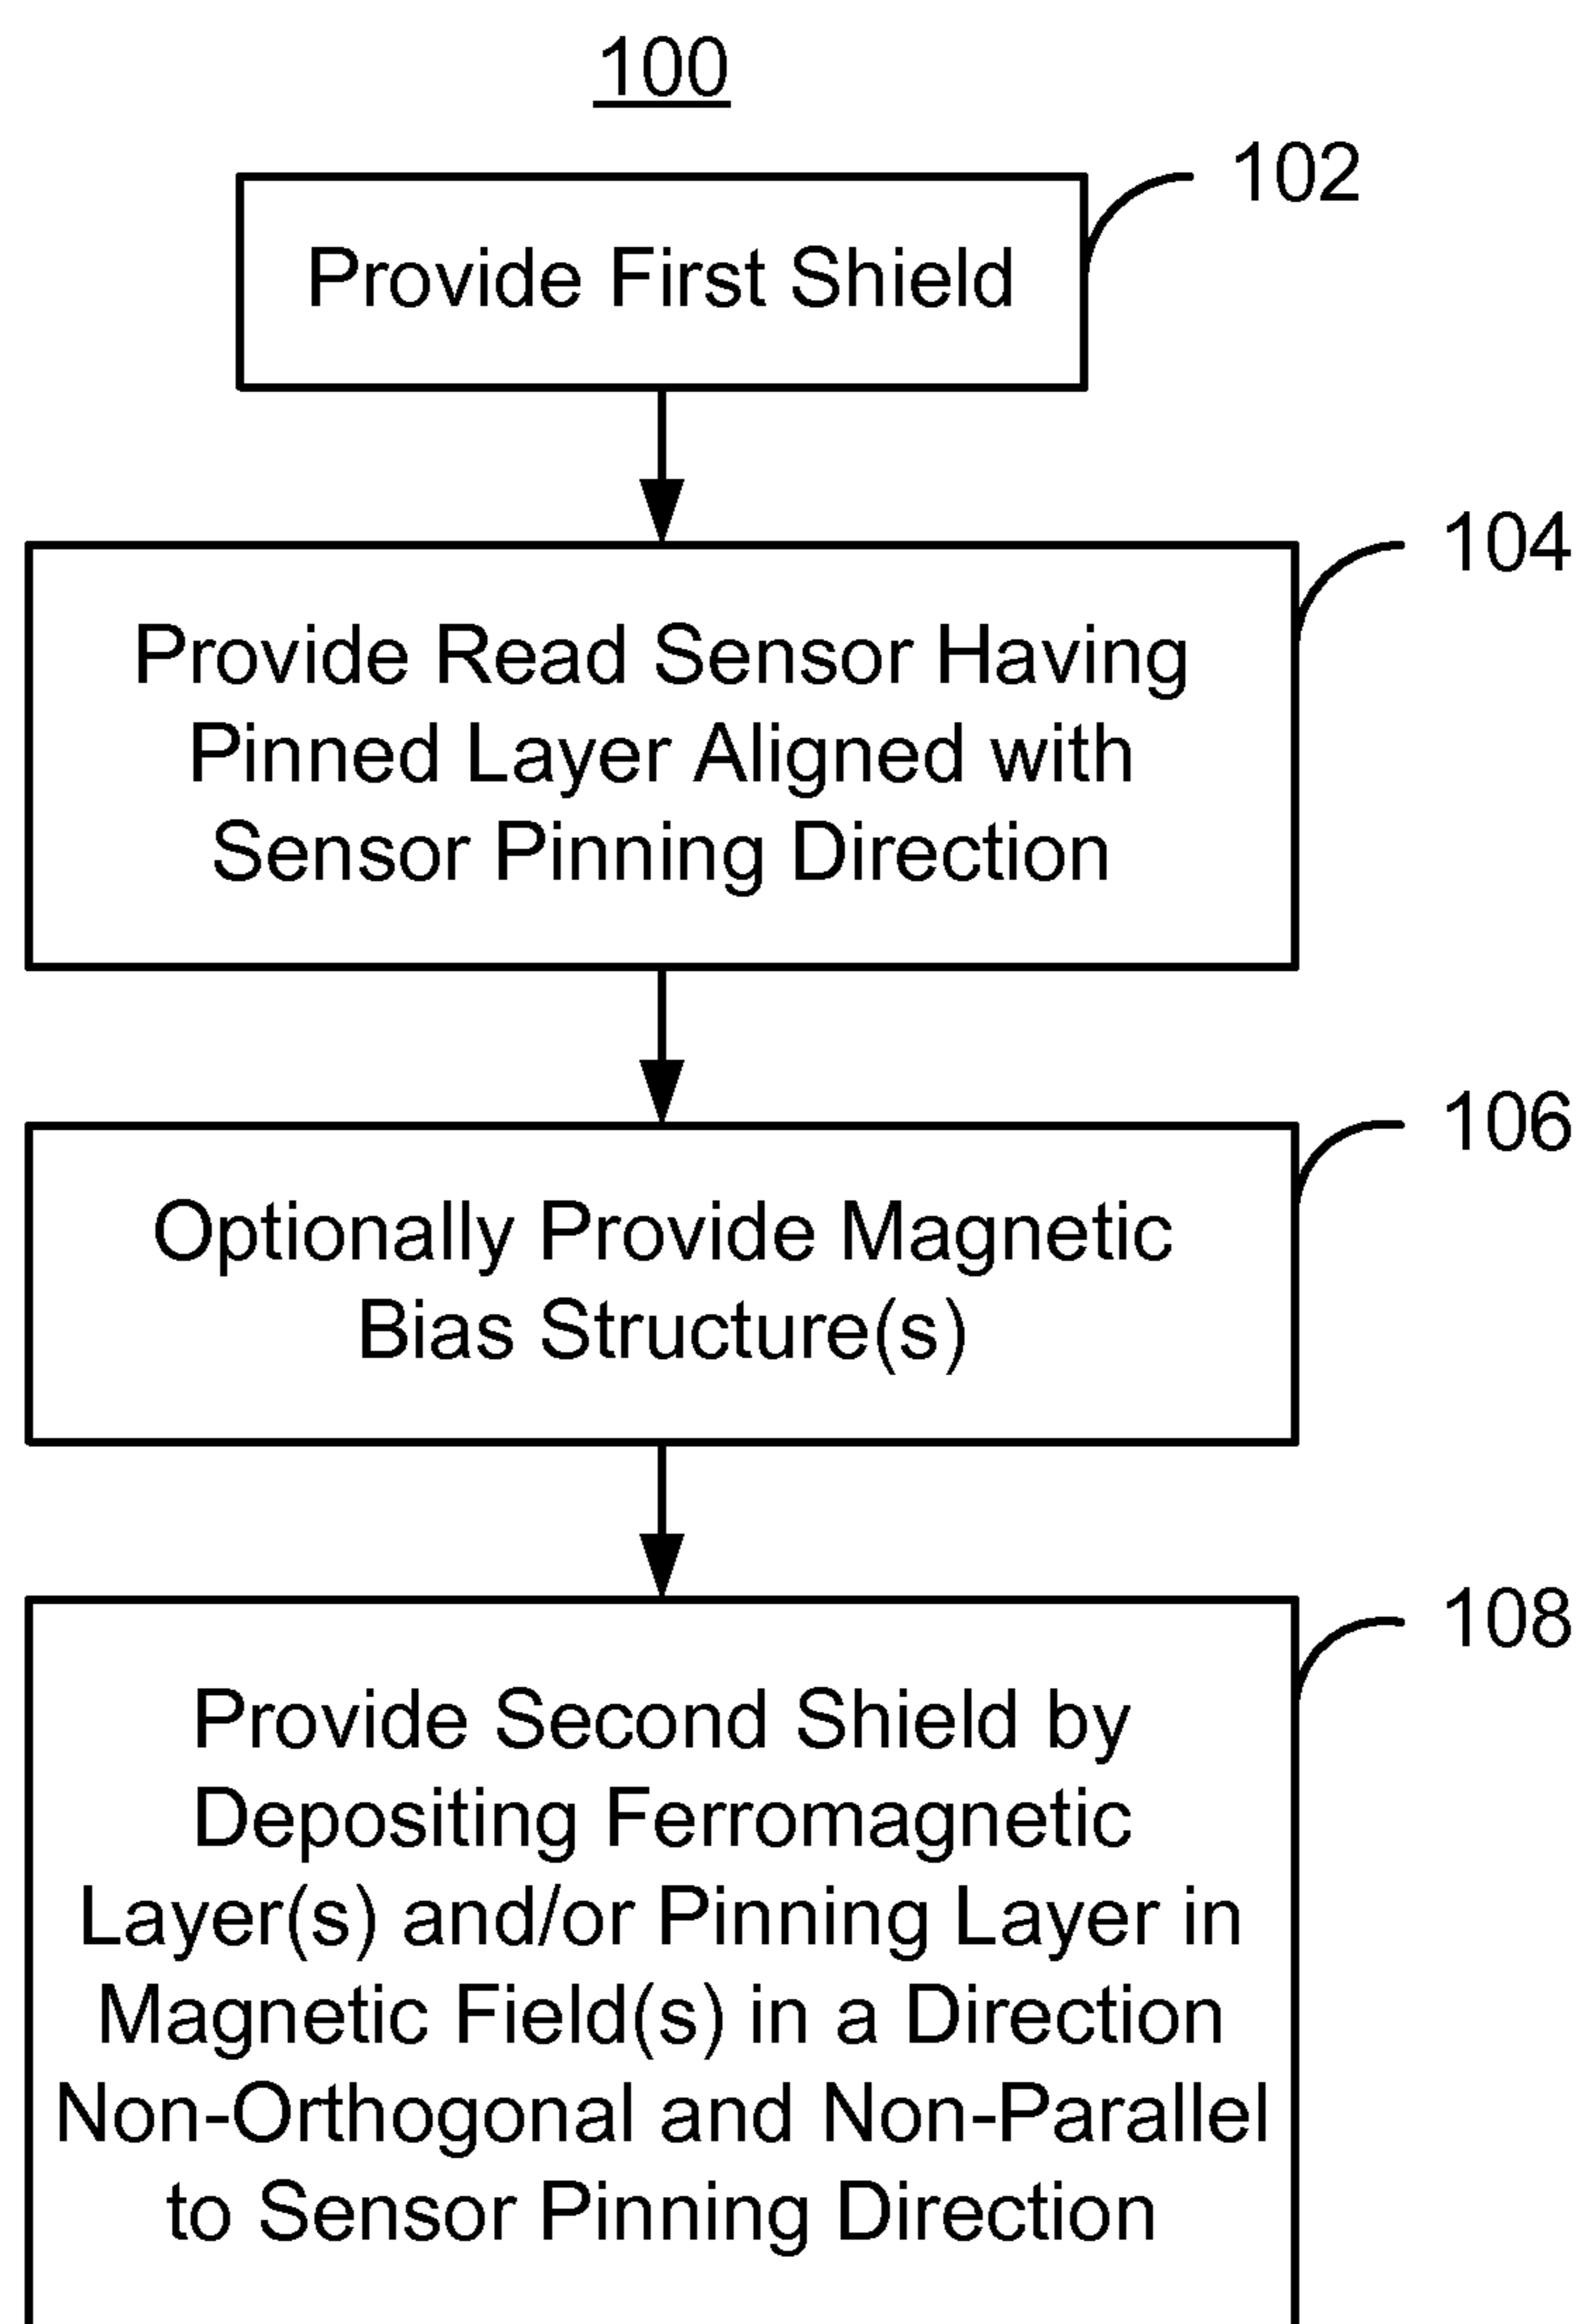 100
102
Provide First Shield
104
Provide Read Sensor Having
Pinned Layer Aligned with
Sensor Pinning Direction
106
Optionally Provide Magnetic
Bias Structure(s)
108
Provide Second Shield by
Depositing Ferromagnetic
Layer(s) and/or Pinning Layer in
Magnetic Field(s) in a Direction
Non-Orthogonal and Non-Parallel
to Sensor Pinning Direction